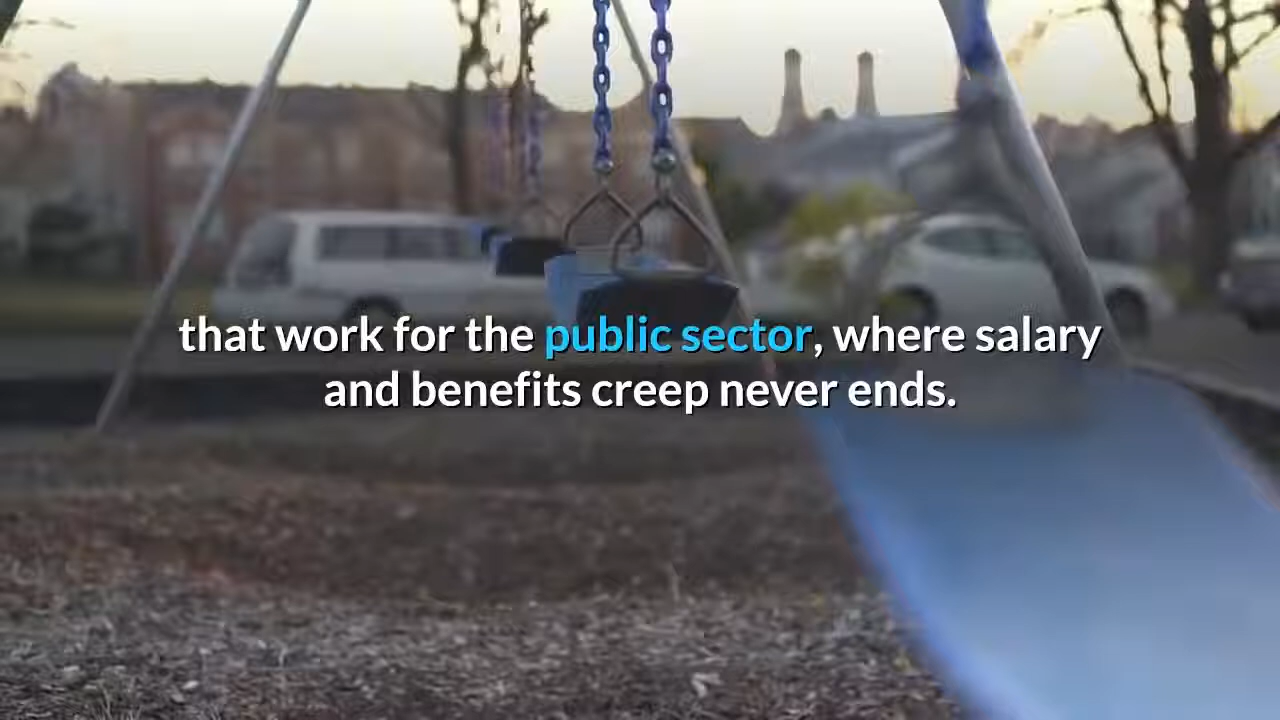 that work for the public sector, where salary
and benefits creep never ends.